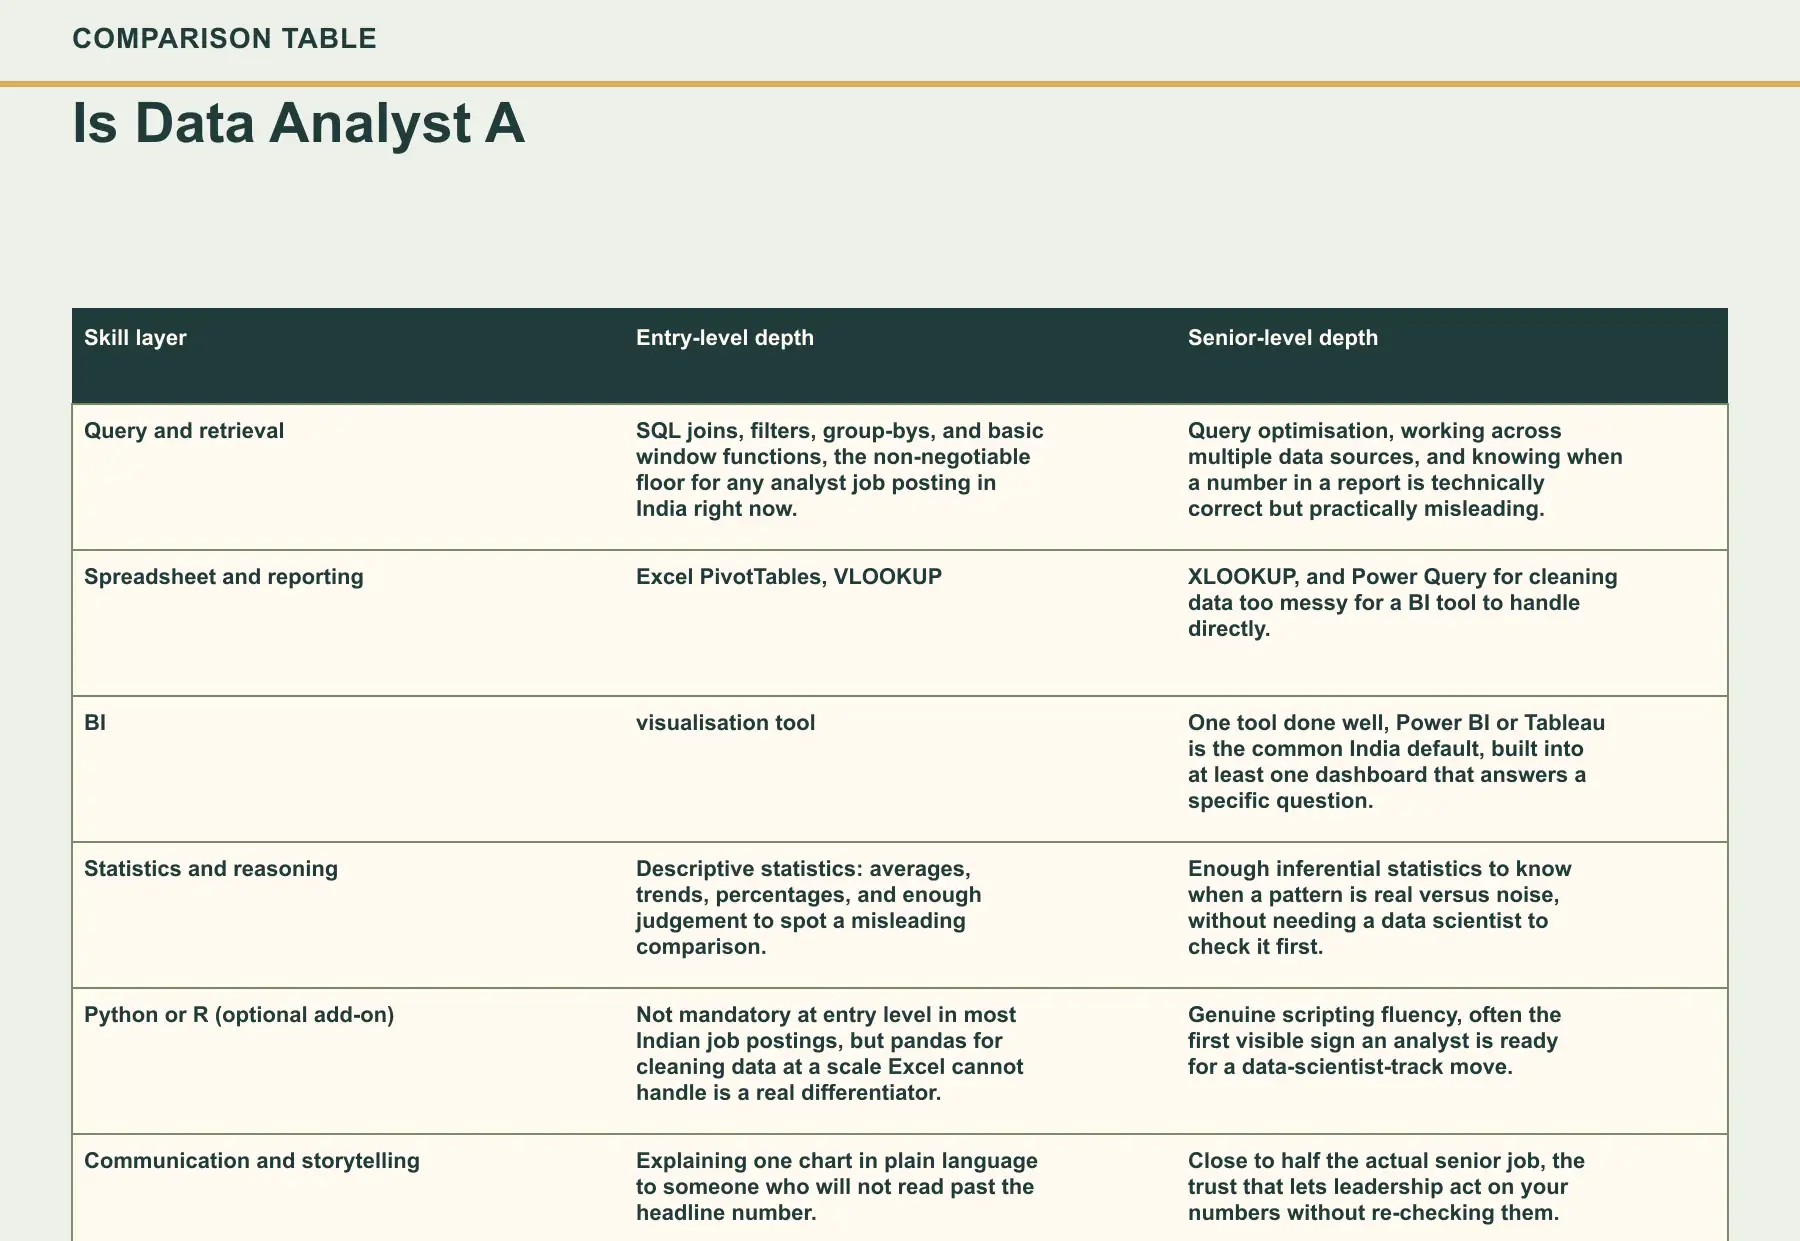 COMPARISON TABLE
Is Data Analyst A
Skill layer
Entry-level depth
Senior-level depth
Query and retrieval
SQL joins, filters, group-bys, and basic
window functions, the non-negotiable
floor for any analyst job posting in
India right now.
Query optimisation, working across
multiple data sources, and knowing when
a number in a report is technically
correct but practically misleading.
Spreadsheet and reporting
Excel PivotTables, VLOOKUP
XLOOKUP, and Power Query for cleaning
data too messy for a BI tool to handle
directly.
BI
visualisation tool
One tool done well, Power BI or Tableau
is the common India default, built into
at least one dashboard that answers a
specific question.
Statistics and reasoning
Descriptive statistics: averages,
trends, percentages, and enough
judgement to spot a misleading
comparison.
Enough inferential statistics to know
when a pattern is real versus noise,
without needing a data scientist to
check it first.
Python or R (optional add-on)
Not mandatory at entry level in most
Indian job postings, but pandas for
cleaning data at a scale Excel cannot
handle is a real differentiator.
Genuine scripting fluency, often the
first visible sign an analyst is ready
for a data-scientist-track move.
Communication and storytelling
Explaining one chart in plain language
to someone who will not read past the
headline number.
Close to half the actual senior job, the
trust that lets leadership act on your
numbers without re-checking them.